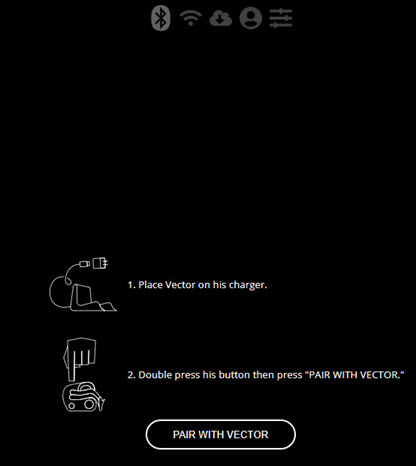 1. Place Vector on his charger.
2. Double press his button then press "PAIR WITH VECTOR."
PAIR WITH VECTOR